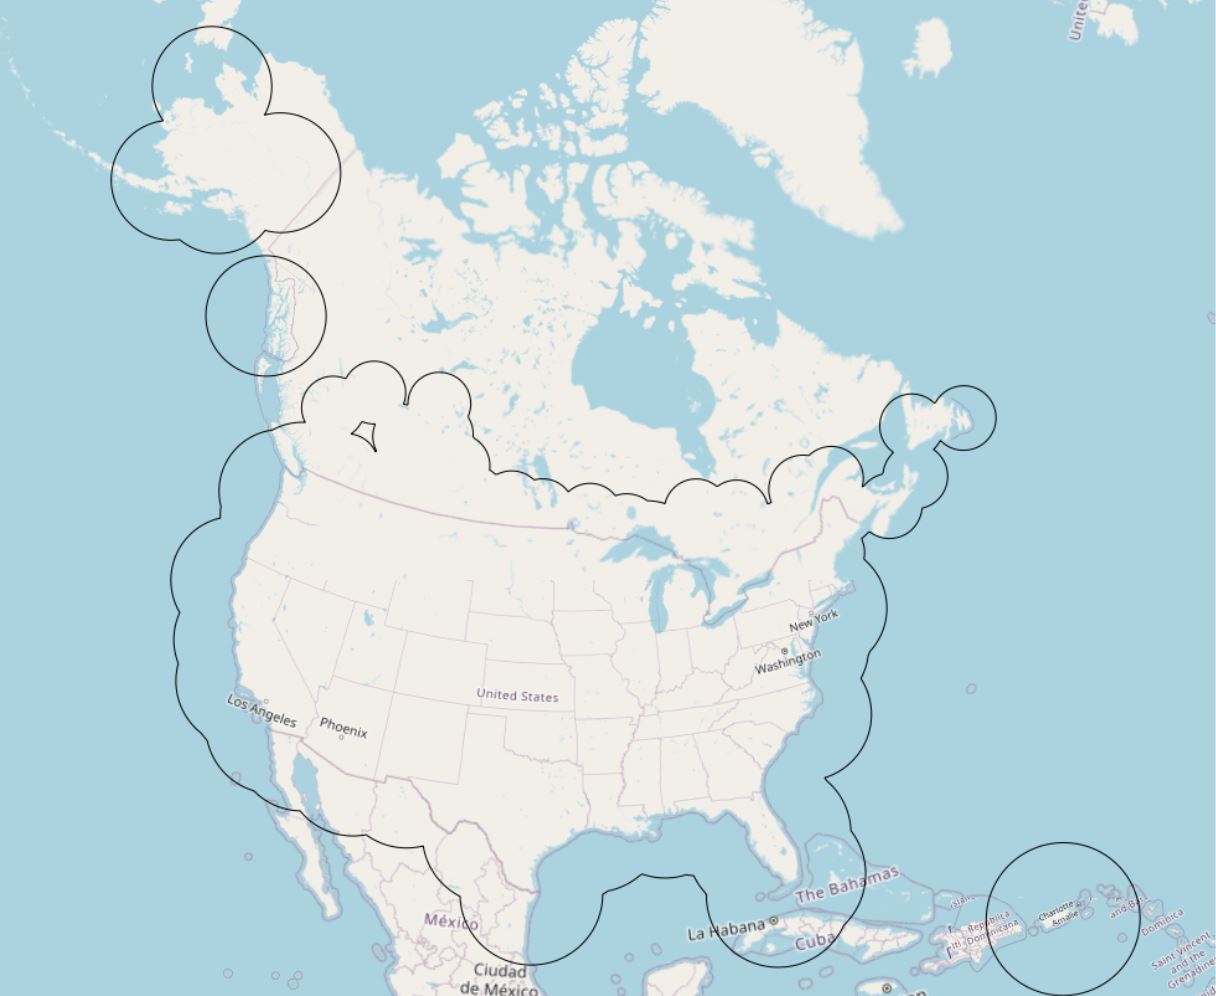 United
New York
Washington
United States
Los Angeles
Phoenix
The Bahamas
La Habana
Cuba
México
Ciudad
de México
República
Dominicana
Charlotte
Amalie
Dominica
Saint Vincent
and the
Grenadines